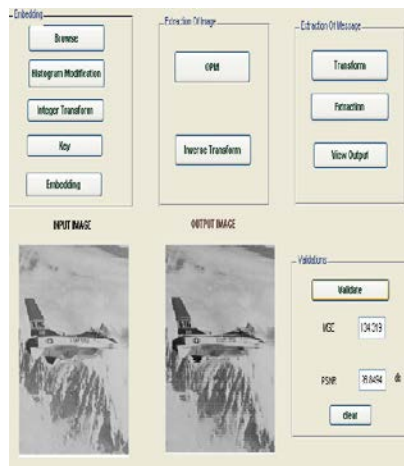 Embedding
Browse
Histogram Modification
Integer Transform
Key
Embedding
Extraction Of Image
OPM
Inverse Transform
Extraction Of Message
Transform
Extraction
View Output
INPUT IMAGE
OUTPUT IMAGE
Validations
Validate
MSE
PSNR
db
clear